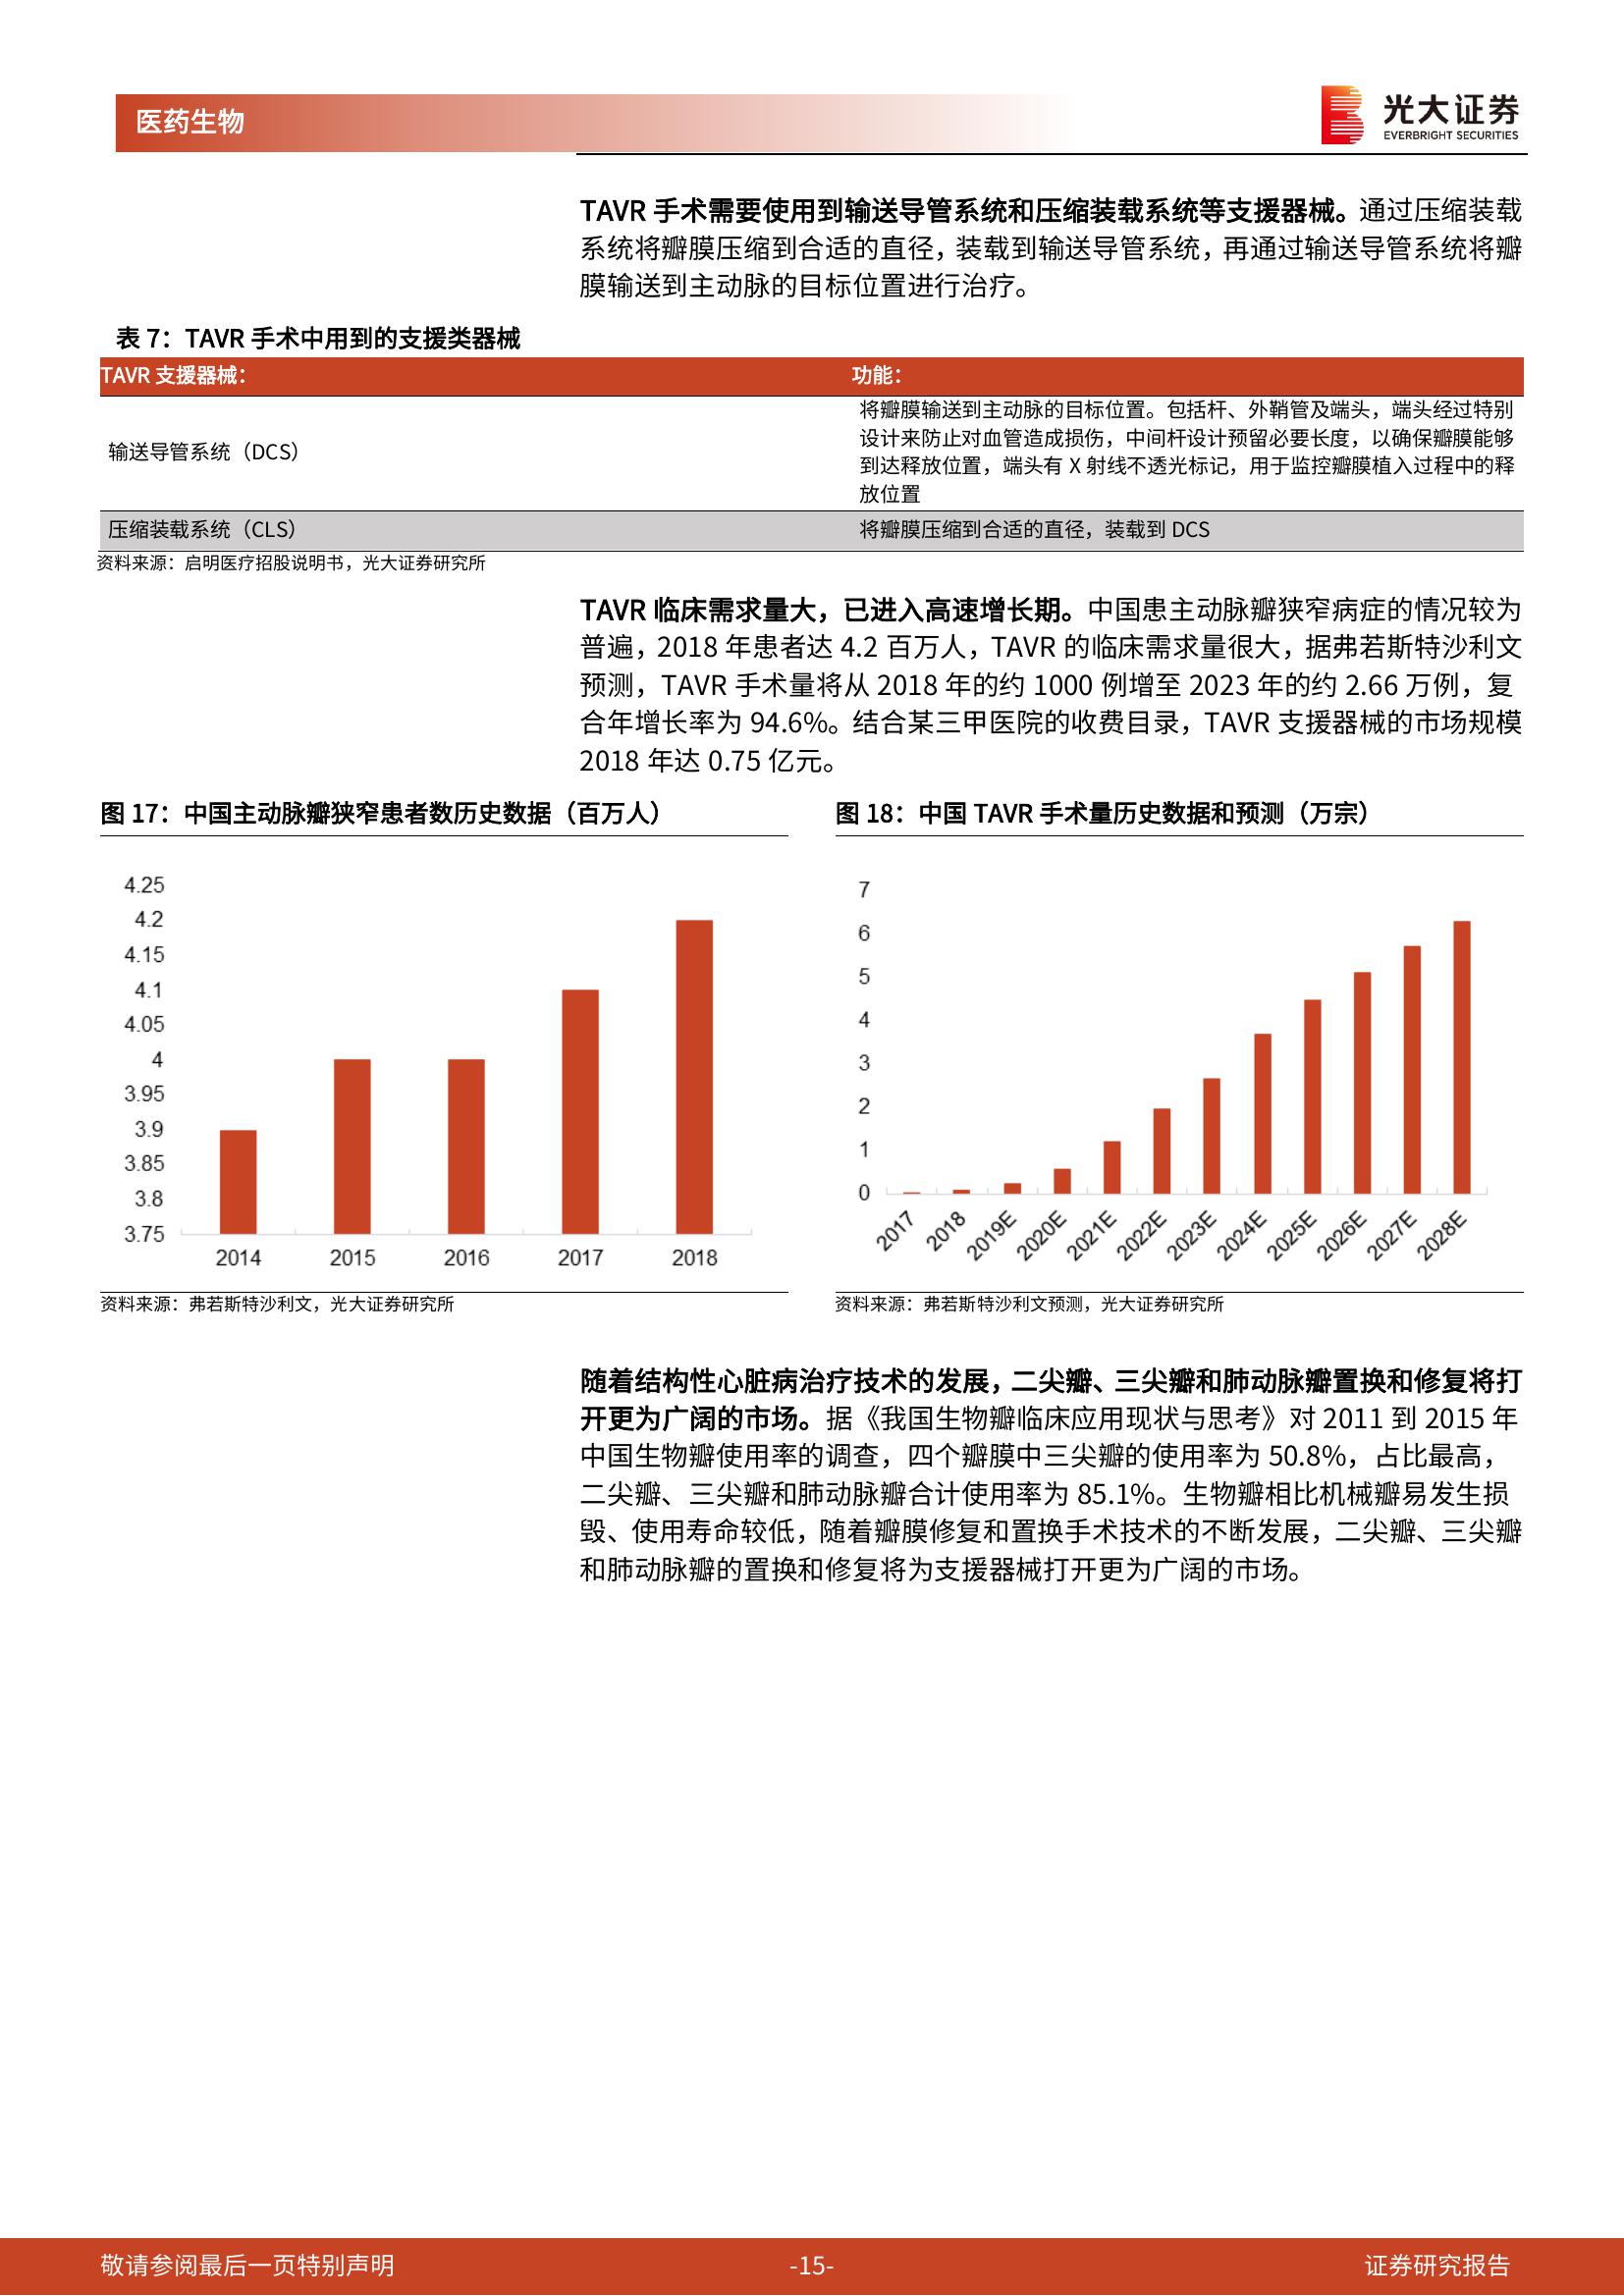 医药生物
光大证券
EVERBRIGHT SECURITIES
TAVR 手术需要使用到输送导管系统和压缩装载系统等支援器械。通过压缩装载
系统将瓣膜压缩到合适的直径，装载到输送导管系统，再通过输送导管系统将瓣
膜输送到主动脉的目标位置进行治疗。
表 7：TAVR 手术中用到的支援类器械
TAVR 支援器械： 功能：
输送导管系统（DCS）
将瓣膜输送到主动脉的目标位置。包括杆、外鞘管及端头，端头经过特别
设计来防止对血管造成损伤，中间杆设计预留必要长度，以确保瓣膜能够
到达释放位置，端头有 X 射线不透光标记，用于监控瓣膜植入过程中的释
放位置
压缩装载系统（CLS） 将瓣膜压缩到合适的直径，装载到 DCS
资料来源：启明医疗招股说明书，光大证券研究所
TAVR 临床需求量大，已进入高速增长期。中国患主动脉瓣狭窄病症的情况较为
普遍，2018 年患者达 4.2 百万人，TAVR 的临床需求量很大，据弗若斯特沙利文
预测，TAVR 手术量将从 2018 年的约 1000 例增至 2023 年的约 2.66 万例，复
合年增长率为 94.6%。结合某三甲医院的收费目录，TAVR 支援器械的市场规模
2018 年达 0.75 亿元。
图 17：中国主动脉瓣狭窄患者数历史数据（百万人）
4.25
4.2
4.15
4.1
4.05
4
3.95
3.9
3.85
3.8
3.75
2014 2015 2016 2017 2018
资料来源：弗若斯特沙利文，光大证券研究所
图 18：中国 TAVR 手术量历史数据和预测（万宗）
7
6
5
4
3
2
1
0
2017 2018 2019E 2020E 2021E 2022E 2023E 2024E 2025E 2026E 2027E 2028E
资料来源：弗若斯特沙利文预测，光大证券研究所
随着结构性心脏病治疗技术的发展，二尖瓣、三尖瓣和肺动脉瓣置换和修复将打
开更为广阔的市场。据《我国生物瓣临床应用现状与思考》对 2011 到 2015 年
中国生物瓣使用率的调查，四个瓣膜中三尖瓣的使用率为 50.8%，占比最高，
二尖瓣、三尖瓣和肺动脉瓣合计使用率为 85.1%。生物瓣相比机械瓣易发生损
毁、使用寿命较低，随着瓣膜修复和置换手术技术的不断发展，二尖瓣、三尖瓣
和肺动脉瓣的置换和修复将为支援器械打开更为广阔的市场。
敬请参阅最后一页特别声明 -15- 证券研究报告